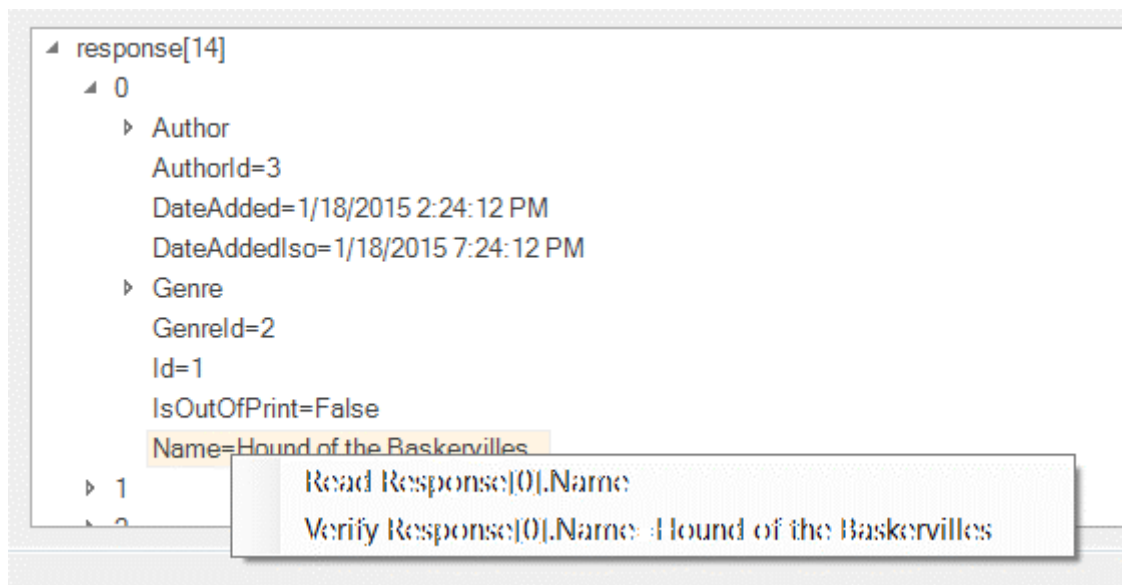 response[14]
0
Author
AuthorId=3
DateAdded=1/18/2015 2:24:12 PM
DateAddedIso=1/18/2015 7:24:12 PM
Genre
GenreId=2
Id=1
IsOutOfPrint=False
Name=Hound of the Baskervilles
1
Read Response[0].Name
2
Verify Response[0].Name=Hound of the Baskervilles